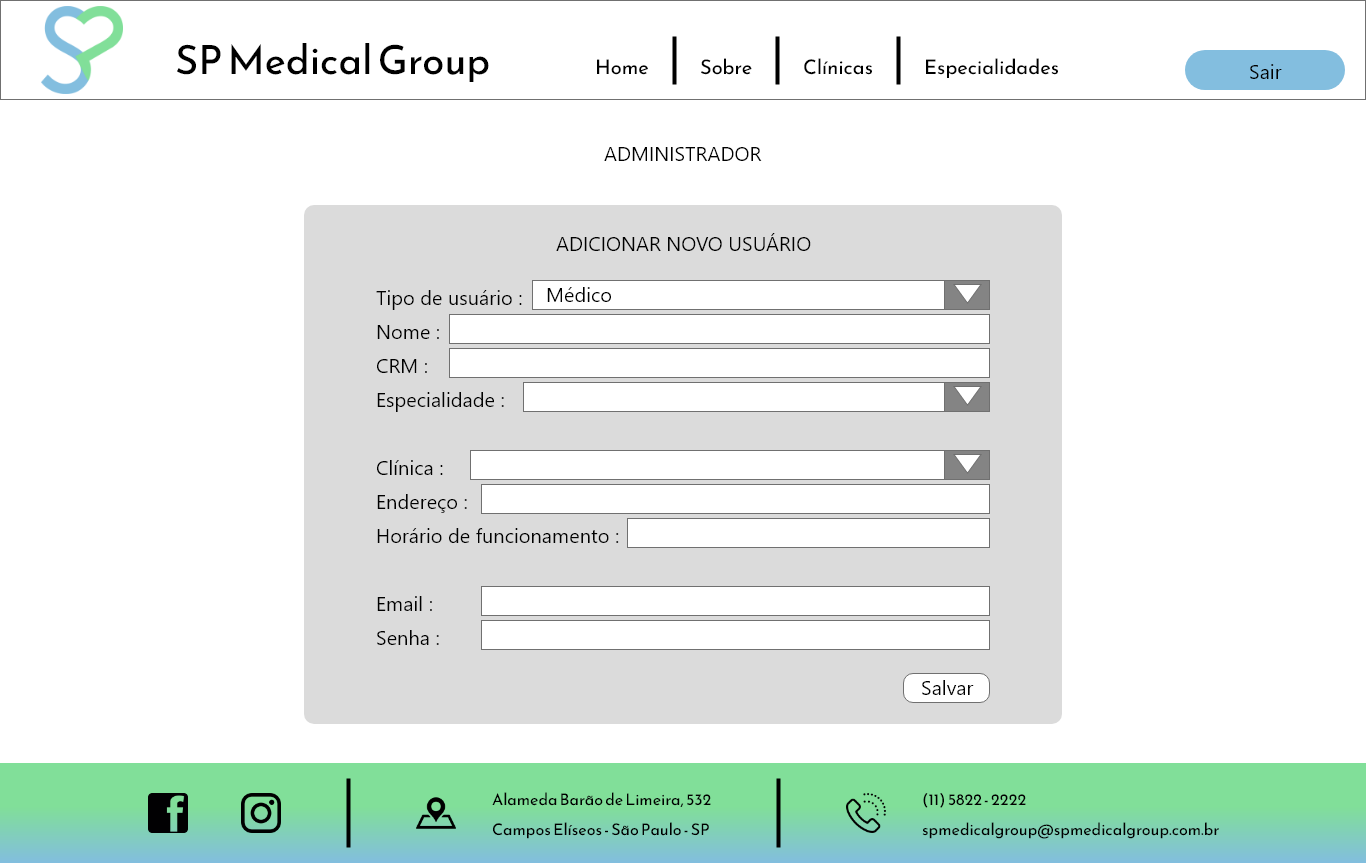 SP Medical Group
Home
Sobre
Clínicas
Especialidades
Sair
ADMINISTRADOR
ADICIONAR NOVO USUÁRIO
Tipo de usuário : Médico
Nome :
CRM :
Especialidade :
Clínica :
Endereço :
Horário de funcionamento :
Email :
Senha :
Salvar
Alameda Barão de Limeira, 532
Campos Elíseos - São Paulo - SP
(11) 5822 - 2222
spmedicalgroup@spmedicalgroup.com.br